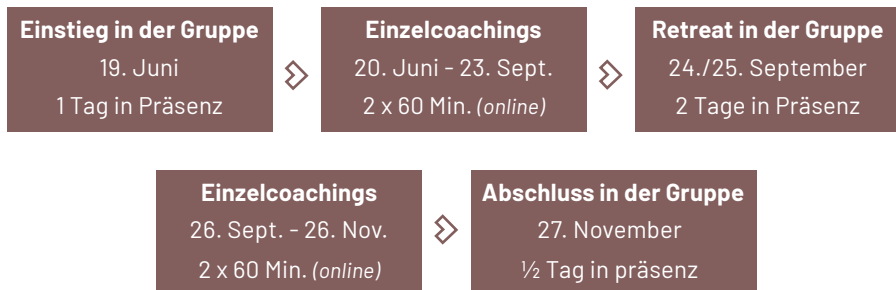 Einstieg in der Gruppe
19. Juni
1 Tag in Präsenz
Einzelcoachings
20. Juni - 23. Sept.
2 x 60 Min. (online)
Retreat in der Gruppe
24./25. September
2 Tage in Präsenz
Einzelcoachings
26. Sept. - 26. Nov.
2 x 60 Min. (online)
Abschluss in der Gruppe
27. November
½ Tag in präsenz